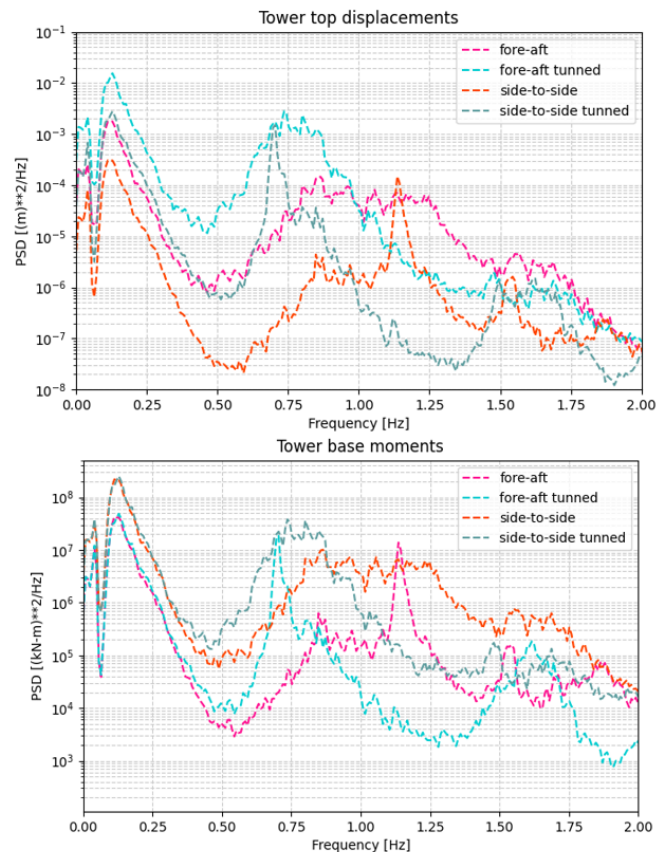 Tower top displacements
PSD [(m)**2/Hz]
10⁻¹
10⁻²
10⁻³
10⁻⁴
10⁻⁵
10⁻⁶
10⁻⁷
10⁻⁸
fore-aft
fore-aft tunned
side-to-side
side-to-side tunned
0.00 0.25 0.50 0.75 1.00 1.25 1.50 1.75 2.00
Frequency [Hz]
Tower base moments
PSD [(kN-m)**2/Hz]
10⁸
10⁷
10⁶
10⁵
10⁴
10³
fore-aft
fore-aft tunned
side-to-side
side-to-side tunned
0.00 0.25 0.50 0.75 1.00 1.25 1.50 1.75 2.00
Frequency [Hz]